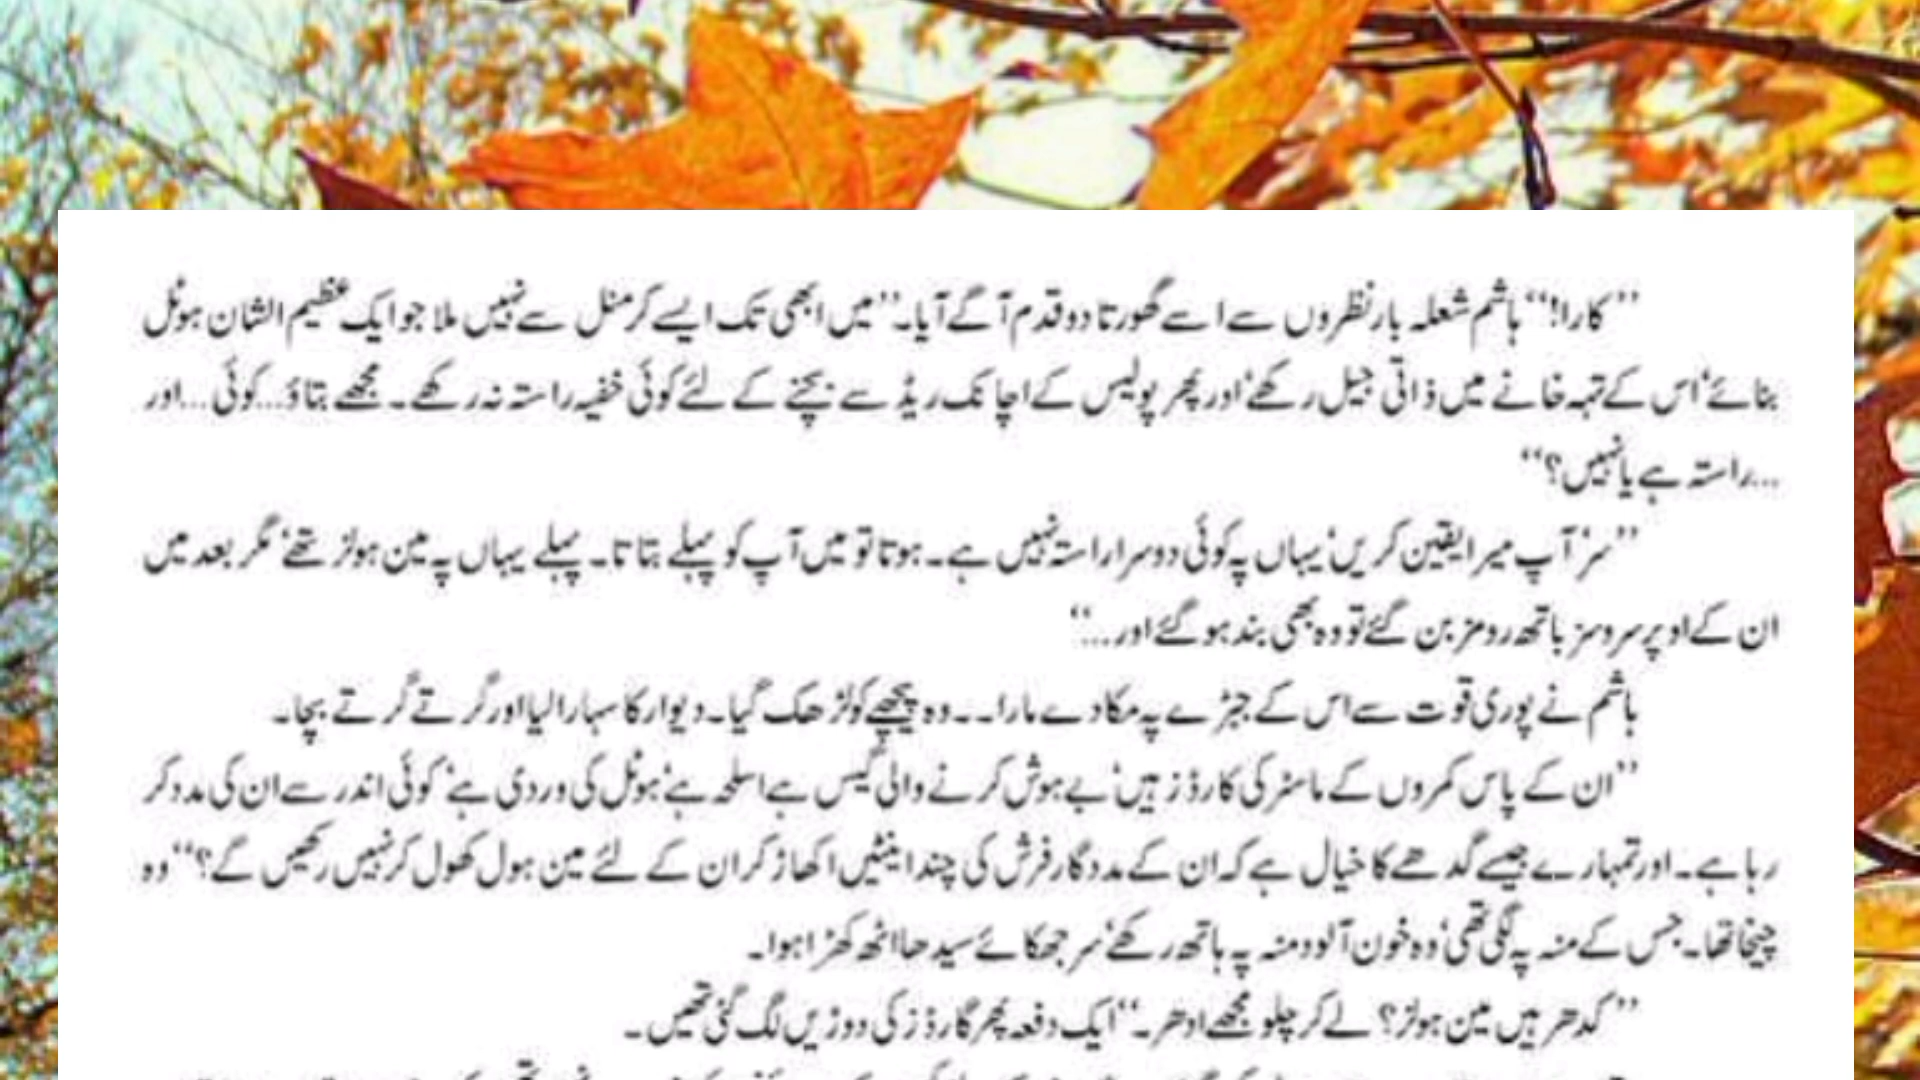 ’’کارا!‘‘ ہاشم شعلہ بار نظروں سے اسے گھورتا دو قدم آگے آیا۔ ’’میں ابھی تک ایسے کرمنل سے نہیں ملا جو ایک عظیم الشان ہوٹل
بنائے‘ اس کے تہہ خانے میں ذاتی جیل رکھے‘ اور پھر پولیس کے اچانک ریڈ سے بچنے کے لئے کوئی خفیہ راستہ نہ رکھے۔ مجھے بتاؤ...کوئی...اور
...راستہ ہے یا نہیں؟‘‘
’’سر‘ آپ میرا یقین کریں‘ یہاں پہ کوئی دوسرا راستہ نہیں ہے۔ ہوتا تو میں آپ کو پہلے بتاتا۔ پہلے یہاں پہ مین ہولز تھے‘ مگر بعد میں
ان کے اوپر سروسز باتھ رومز بن گئے تو وہ بھی بند ہو گئے اور...‘‘
ہاشم نے پوری قوت سے اس کے جبڑے پہ مکا دے مارا۔۔۔ وہ پیچھے کو لڑھک گیا۔ دیوار کا سہارا لیا اور گرتے گرتے بچا۔
’’ان کے پاس کمروں کے ماسٹر کی کارڈز ہیں‘ بے ہوش کرنے والی گیس ہے اسلحہ ہے‘ ہوٹل کی وردی ہے‘ کوئی اندر سے ان کی مدد کر
رہا ہے۔ اور تمہارے جیسے گدھے کا خیال ہے کہ ان کے مددگار فرش کی چند اینٹیں اکھاڑ کر ان کے لئے مین ہول کھول کر نہیں رکھیں گے؟‘‘ وہ
چیخا تھا۔ جس کے منہ پہ لگی تھی‘ وہ خون آلود منہ پہ ہاتھ رکھے‘ سر جھکائے سیدھا اٹھ کھڑا ہوا۔
’’کدھر ہیں مین ہولز؟ لے کر چلو مجھے ادھر۔‘‘ ایک دفعہ پھر گارڈز کی دوڑیں لگ گئی تھیں۔